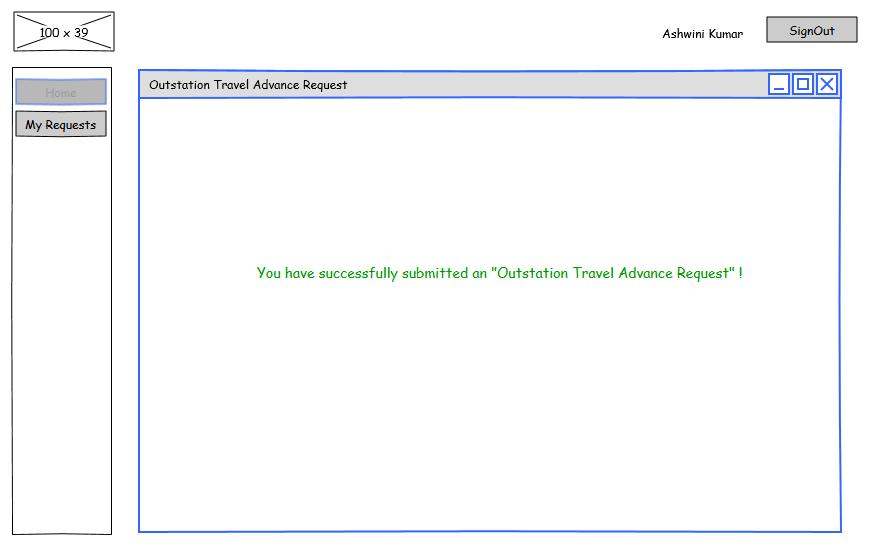 100 x 39
Ashwini Kumar
SignOut
Home
My Requests
Outstation Travel Advance Request
You have successfully submitted an "Outstation Travel Advance Request" !